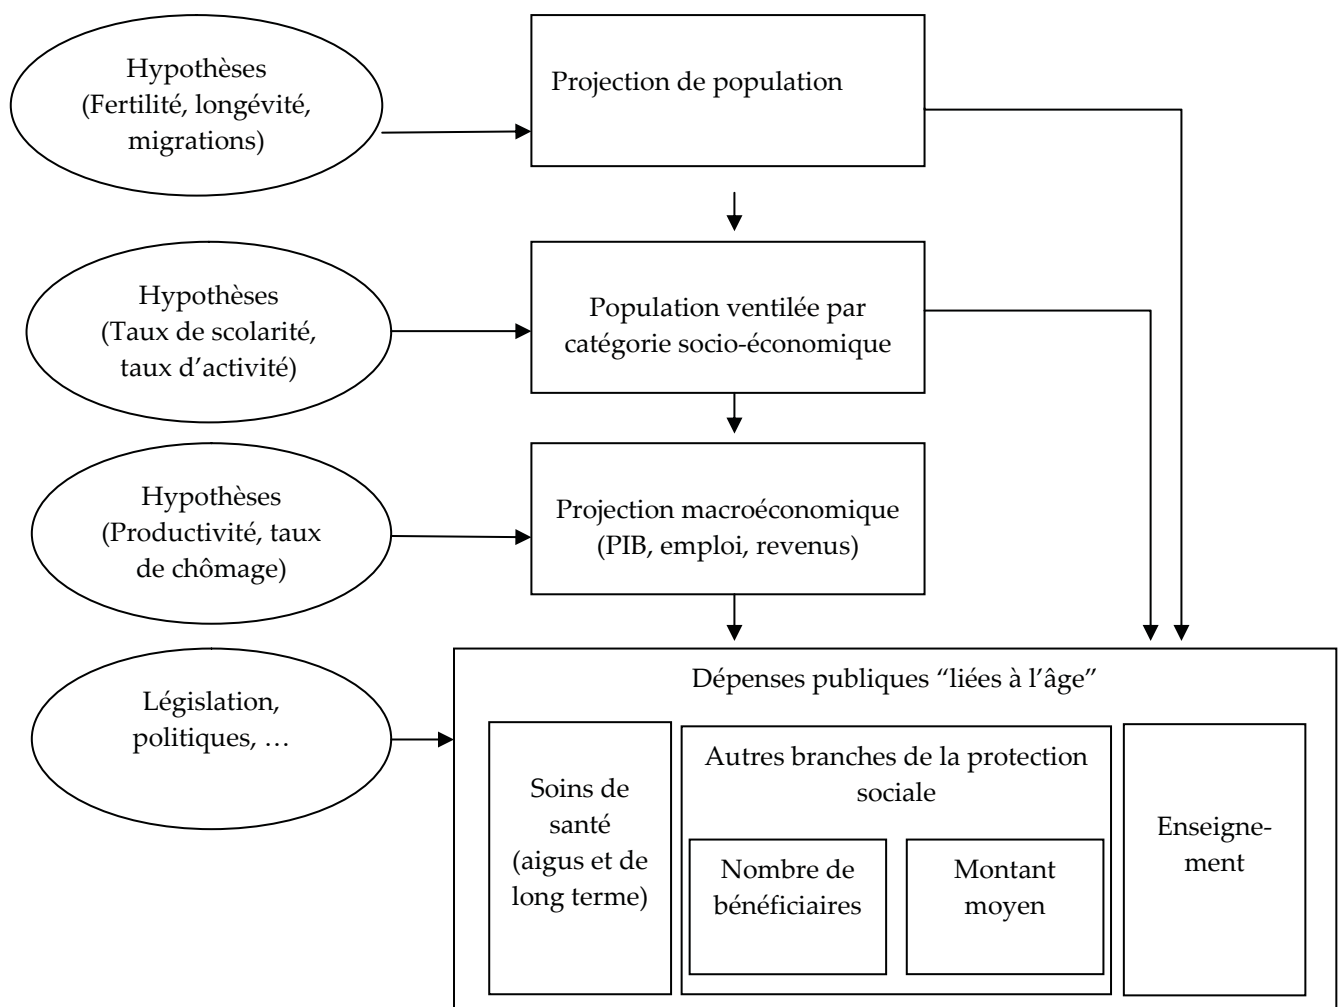 Hypothèses
(Fertilité, longévité,
migrations)
Projection de population
Hypothèses
(Taux de scolarité,
taux d’activité)
Population ventilée par
catégorie socio-économique
Hypothèses
(Productivité, taux
de chômage)
Projection macroéconomique
(PIB, emploi, revenus)
Législation,
politiques, …
Dépenses publiques “liées à l’âge”
Soins de
santé
(aigus et de
long terme)
Autres branches de la protection
sociale
Nombre de
bénéficiaires
Montant
moyen
Enseigne-
ment